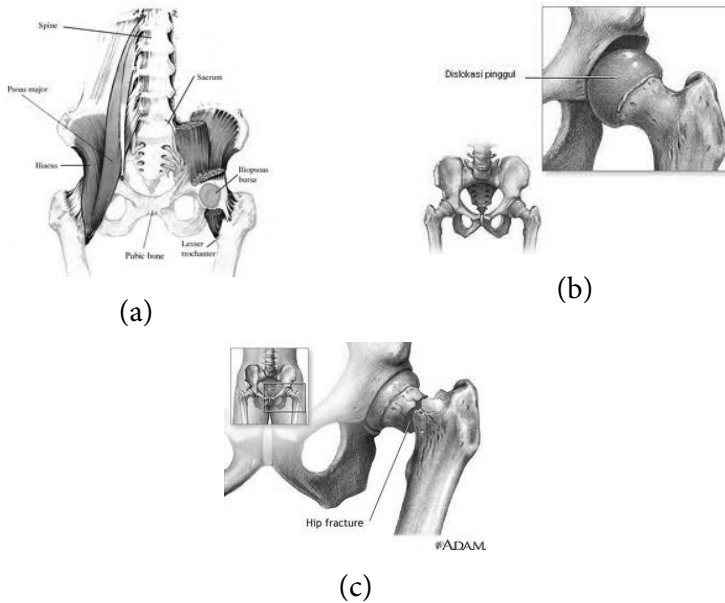 Spine
Sacrum
Psoas major
Iliacus
Iliopsoas
bursa
Lesser
trochanter
Pubic bone
(a)
Dislokasi pinggul
(b)
Hip fracture
ADAM.
(c)